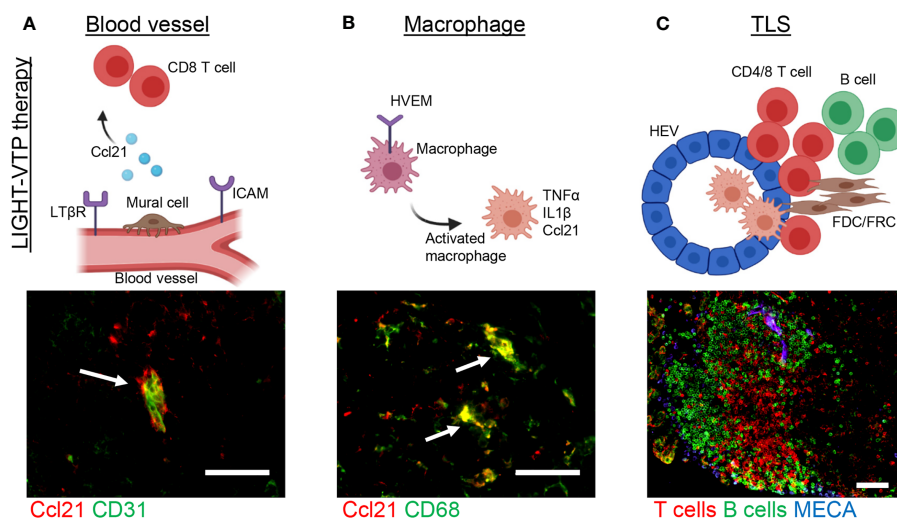 A
Blood vessel
B
Macrophage
C
TLS
LIGHT-VTP therapy
CD8 T cell
Ccl21
LTβR
Mural cell
ICAM
Blood vessel
HVEM
Macrophage
Activated
macrophage
TNFα
IL1β
Ccl21
CD4/8 T cell
B cell
HEV
FDC/FRC
Ccl21 CD31
Ccl21 CD68
T cells B cells MECA